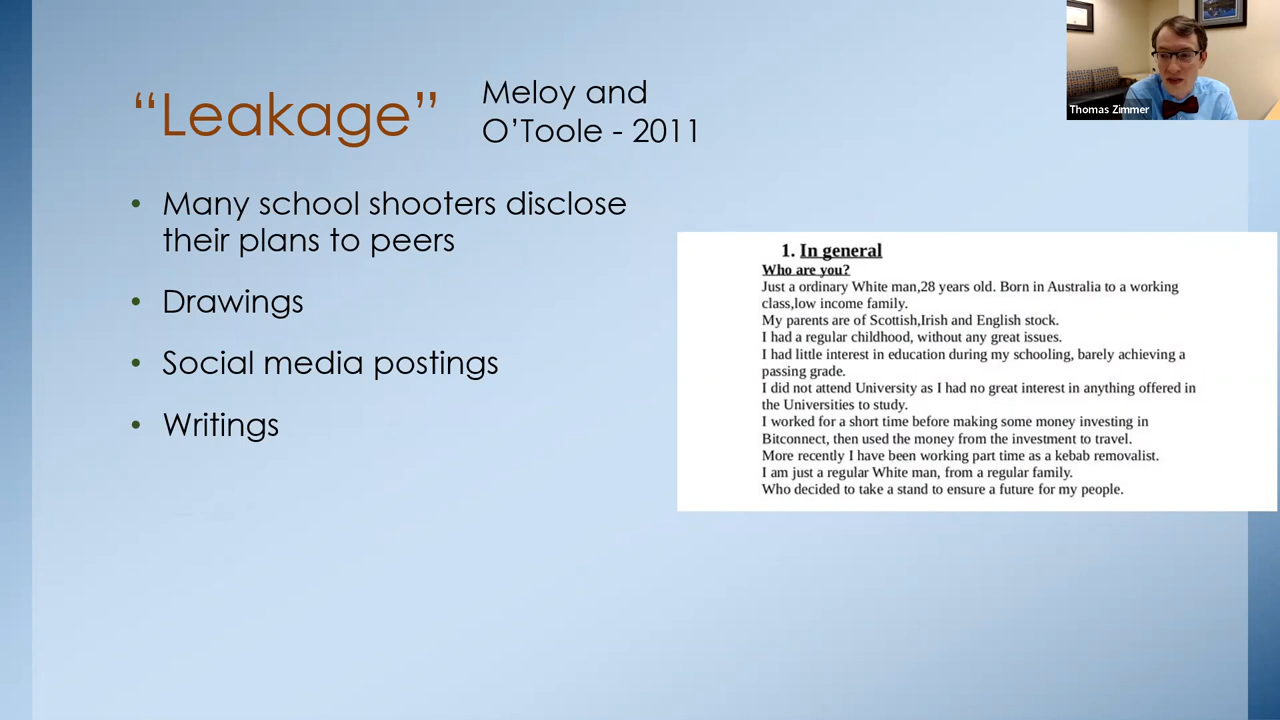 “Leakage”
Meloy and
O’Toole - 2011
• Many school shooters disclose
their plans to peers
• Drawings
• Social media postings
• Writings
Thomas Zimmer
1. In general
Who are you?
Just a ordinary White man,28 years old. Born in Australia to a working
class,low income family.
My parents are of Scottish,Irish and English stock.
I had a regular childhood, without any great issues.
I had little interest in education during my schooling, barely achieving a
passing grade.
I did not attend University as I had no great interest in anything offered in
the Universities to study.
I worked for a short time before making some money investing in
Bitconnect, then used the money from the investment to travel.
More recently I have been working part time as a kebab removalist.
I am just a regular White man, from a regular family.
Who decided to take a stand to ensure a future for my people.